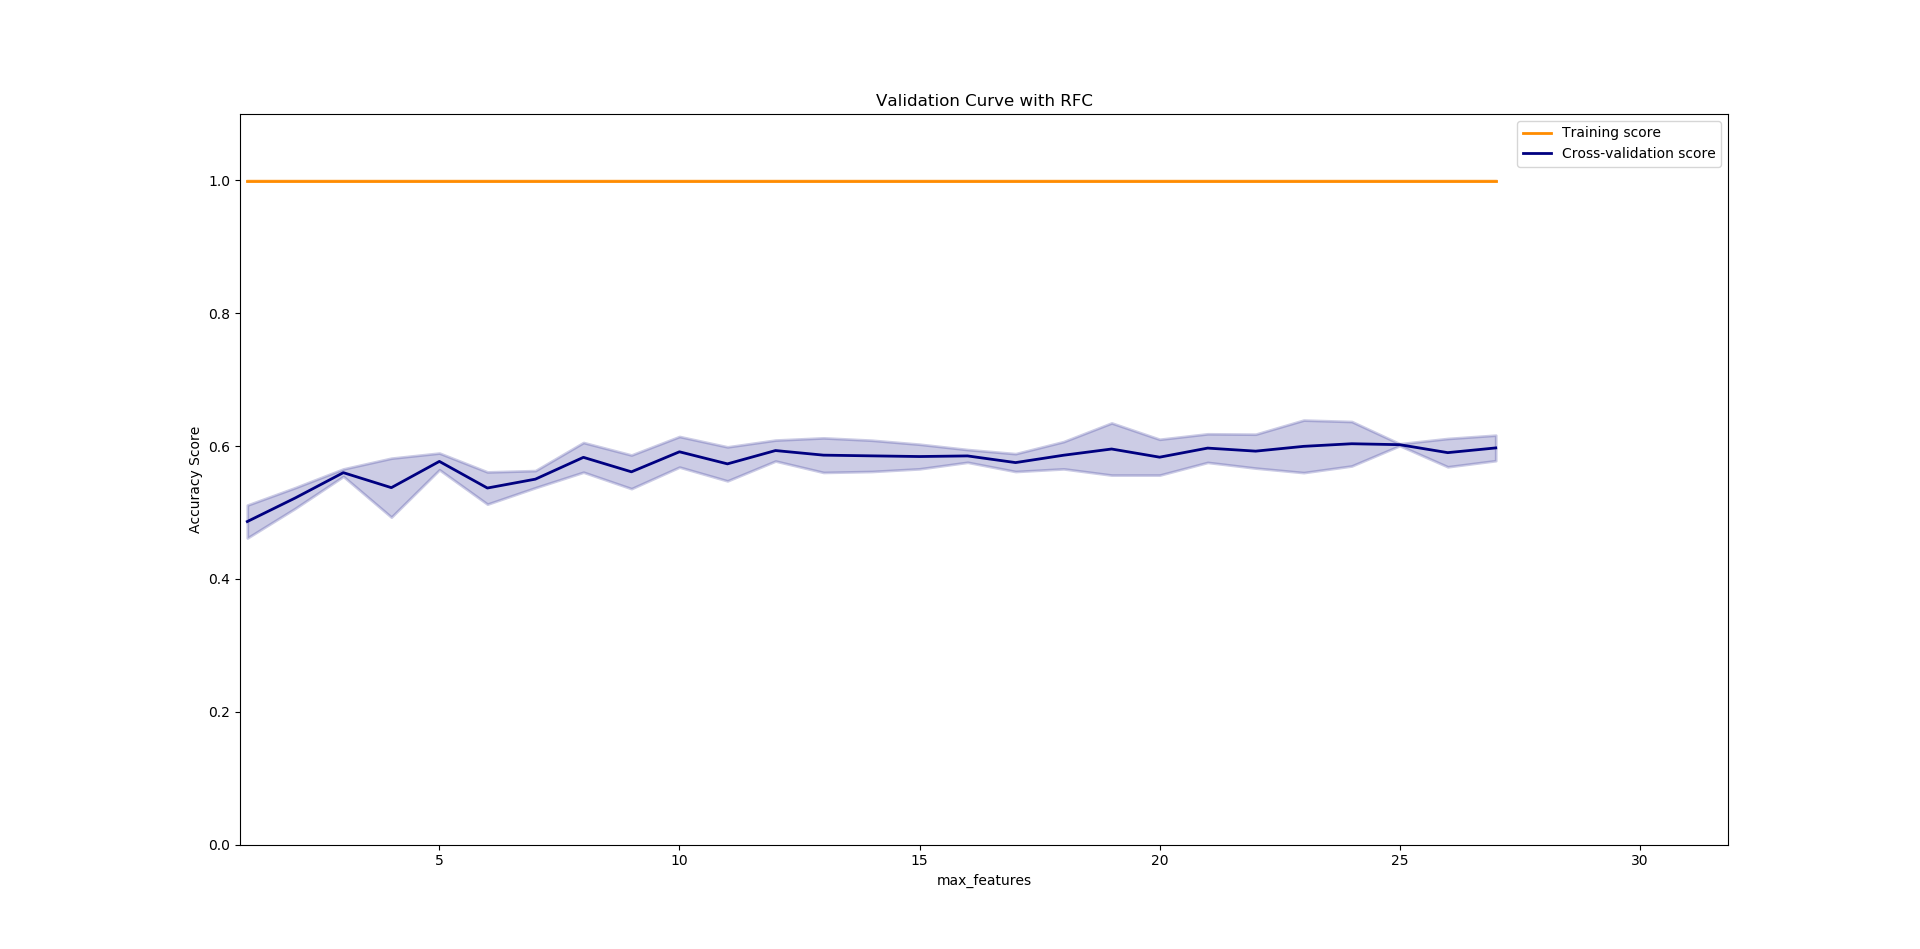 Validation Curve with RFC
Training score
Cross-validation score
1.0
0.8
0.6
0.4
0.2
0.0
Accuracy Score
5
10
15
20
25
30
max_features